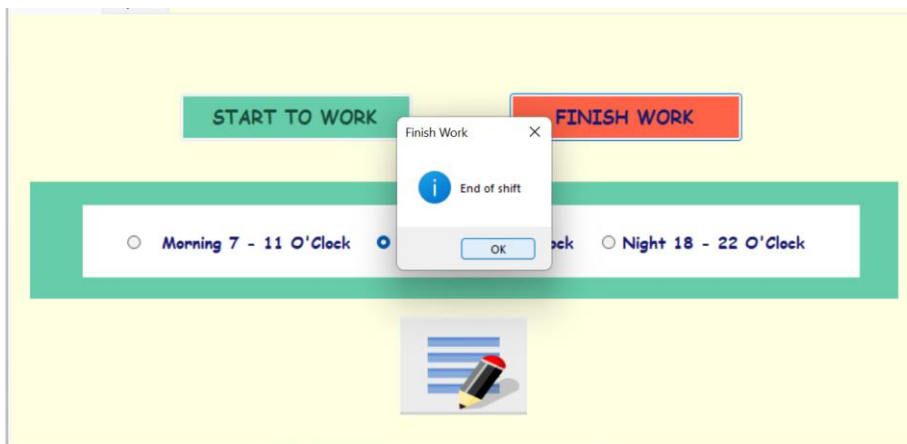 START TO WORK
FINISH WORK
Finish Work
End of shift
OK
Morning 7 - 11 O'Clock
Night 18 - 22 O'Clock